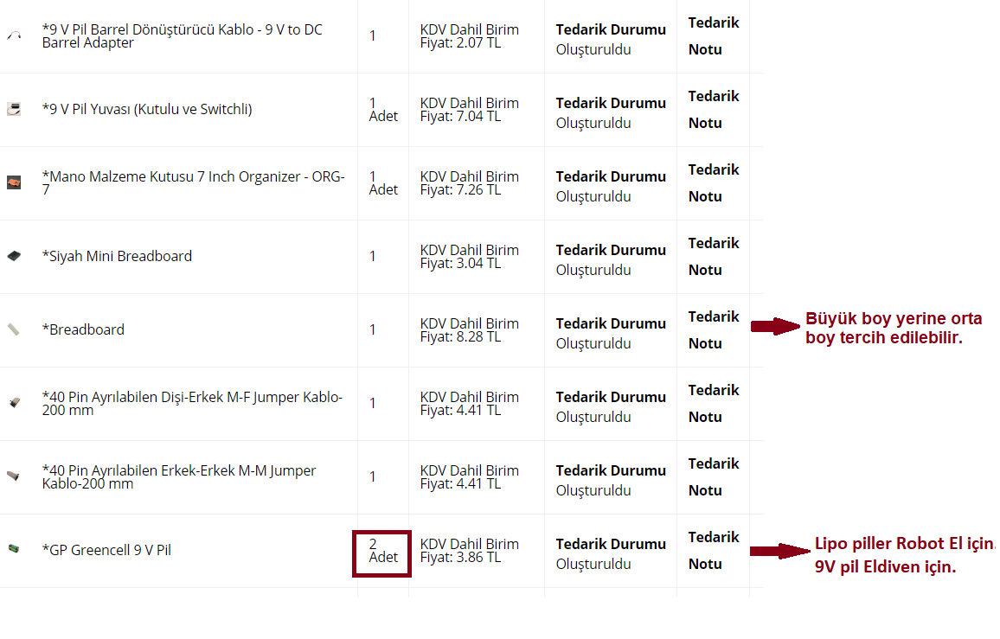 *9 V Pil Barrel Dönüştürücü Kablo - 9 V to DC
Barrel Adapter
1
KDV Dahil Birim
Fiyat: 2.07 TL
Tedarik Durumu
Oluşturuldu
Tedarik
Notu
*9 V Pil Yuvası (Kutulu ve Switchli)
1
Adet
KDV Dahil Birim
Fiyat: 7.04 TL
Tedarik Durumu
Oluşturuldu
Tedarik
Notu
*Mano Malzeme Kutusu 7 Inch Organizer - ORG-
7
1
Adet
KDV Dahil Birim
Fiyat: 7.26 TL
Tedarik Durumu
Oluşturuldu
Tedarik
Notu
*Siyah Mini Breadboard
1
KDV Dahil Birim
Fiyat: 3.04 TL
Tedarik Durumu
Oluşturuldu
Tedarik
Notu
*Breadboard
1
KDV Dahil Birim
Fiyat: 8.28 TL
Tedarik Durumu
Oluşturuldu
Tedarik
Notu
Büyük boy yerine orta
boy tercih edilebilir.
*40 Pin Ayrılabilen Dişi-Erkek M-F Jumper Kablo-
200 mm
1
KDV Dahil Birim
Fiyat: 4.41 TL
Tedarik Durumu
Oluşturuldu
Tedarik
Notu
*40 Pin Ayrılabilen Erkek-Erkek M-M Jumper
Kablo-200 mm
1
KDV Dahil Birim
Fiyat: 4.41 TL
Tedarik Durumu
Oluşturuldu
Tedarik
Notu
*GP Greencell 9 V Pil
2
Adet
KDV Dahil Birim
Fiyat: 3.86 TL
Tedarik Durumu
Oluşturuldu
Tedarik
Notu
Lipo piller Robot El için.
9V pil Eldiven için.